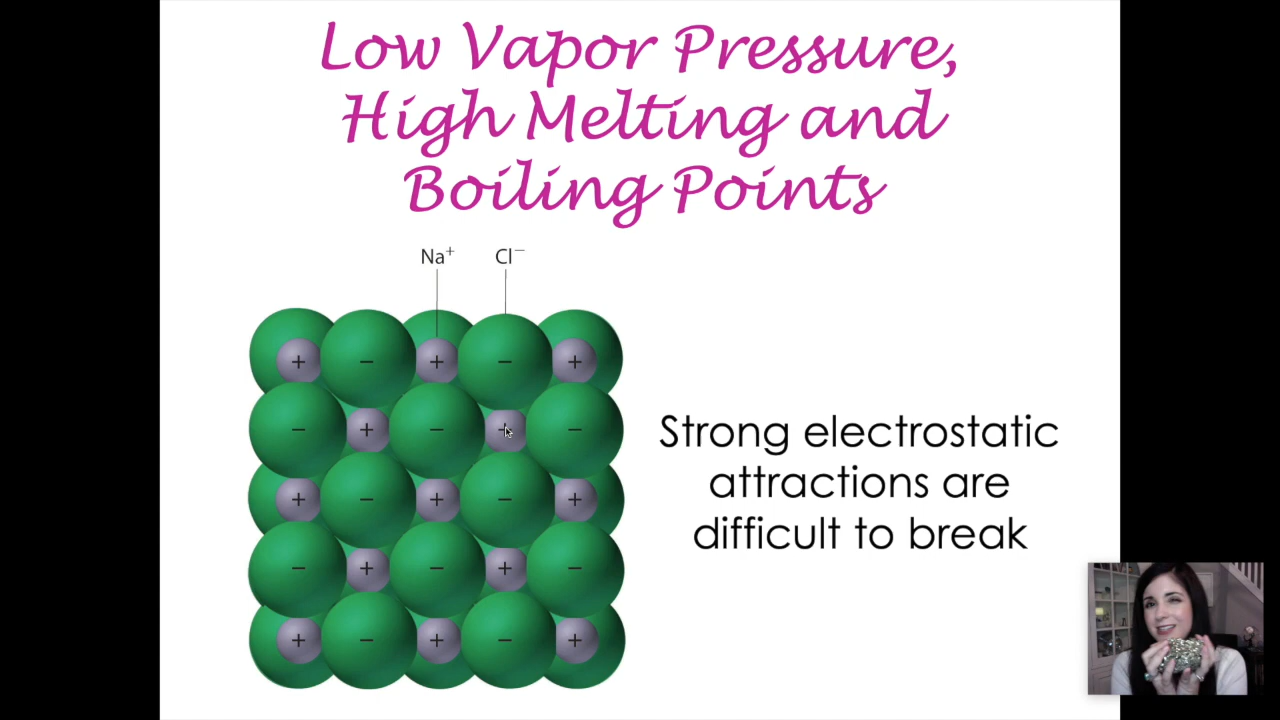 Low Vapor Pressure,
High Melting and
Boiling Points
Na⁺ Cl⁻
+ − + − +
− + − + −
+ − + − +
− + − + −
+ − + − +
Strong electrostatic
attractions are
difficult to break